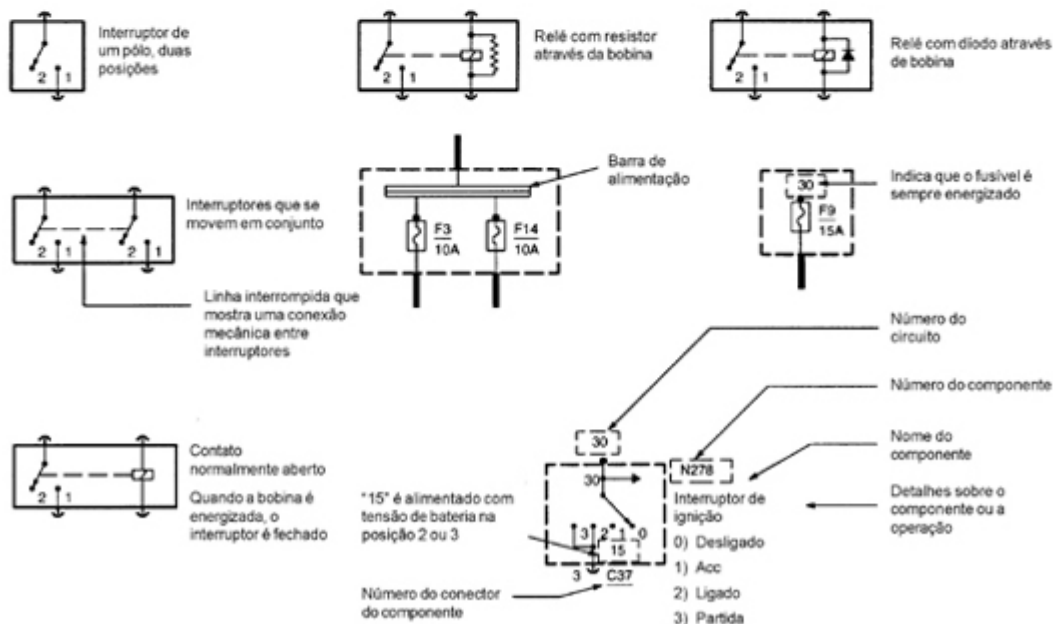 Interruptor de
um pólo, duas
posições
2 1
Relé com resistor
através da bobina
2 1
Relé com díodo através
de bobina
2 1
Interruptores que se
movem em conjunto
2 1
2 1
Linha interrompida que
mostra uma conexão
mecânica entre
interruptores
Barra de
alimentação
F3
10A
F14
10A
Indica que o fusível é
sempre energizado
30
F9
15A
Contato
normalmente aberto
Quando a bobina é
energizada, o
interruptor é fechado
2 1
Número do
circuito
Número do componente
Nome do
componente
Detalhes sobre o
componente ou a
operação
30
N278
30
"15" é alimentado com
tensão de bateria na
posição 2 ou 3
3 2 1 0
15
3 C37
Número do conector
do componente
Interruptor de
ignição
0) Desligado
1) Acc
2) Ligado
3) Partida